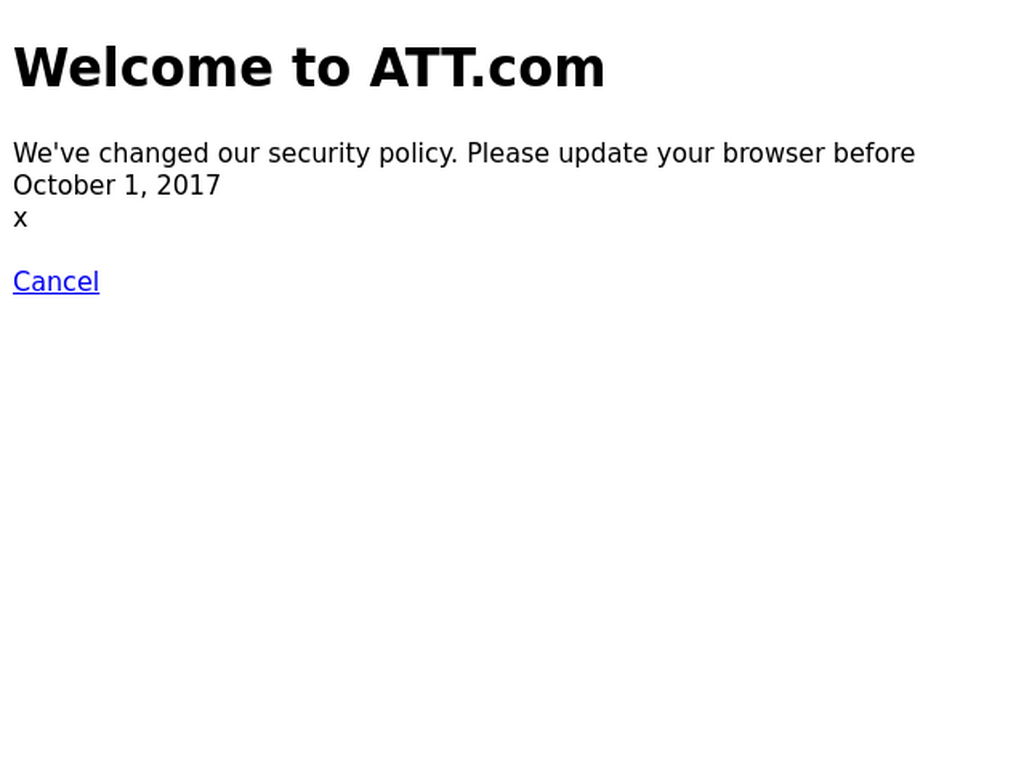 Welcome to ATT.com
We've changed our security policy. Please update your browser before
October 1, 2017
x
Cancel